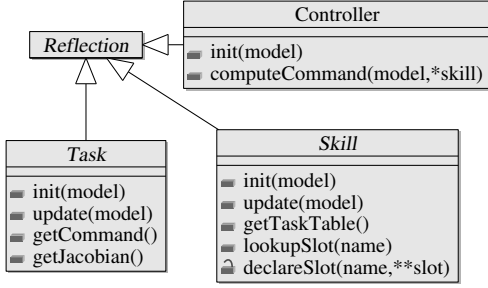 Controller
init(model)
computeCommand(model,*skill)
Reflection
Task
init(model)
update(model)
getCommand()
getJacobian()
Skill
init(model)
update(model)
getTaskTable()
lookupSlot(name)
declareSlot(name,**slot)